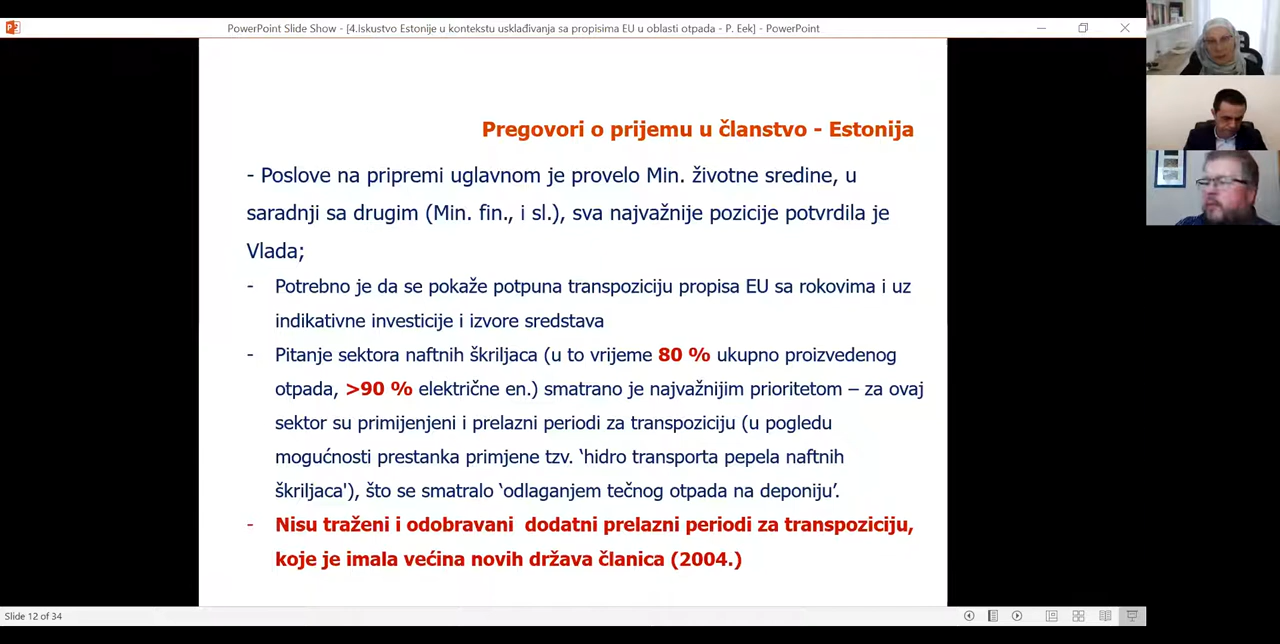 PowerPoint Slide Show - [4.Iskustvo Estonije u kontekstu usklađivanja sa propisima EU u oblasti otpada - P. Eek] - PowerPoint
Pregovori o prijemu u članstvo - Estonija
- Poslove na pripremi uglavnom je provelo Min. životne sredine, u
saradnji sa drugim (Min. fin., i sl.), sva najvažnije pozicije potvrdila je
Vlada;
- Potrebno je da se pokaže potpuna transpoziciju propisa EU sa rokovima i uz
indikativne investicije i izvore sredstava
- Pitanje sektora naftnih škriljaca (u to vrijeme 80 % ukupno proizvedenog
otpada, >90 % električne en.) smatrano je najvažnijim prioritetom – za ovaj
sektor su primijenjeni i prelazni periodi za transpoziciju (u pogledu
mogućnosti prestanka primjene tzv. ‘hidro transporta pepela naftnih
škriljaca'), što se smatralo ‘odlaganjem tečnog otpada na deponiju’.
- Nisu traženi i odobravani dodatni prelazni periodi za transpoziciju,
koje je imala većina novih država članica (2004.)
Slide 12 of 34